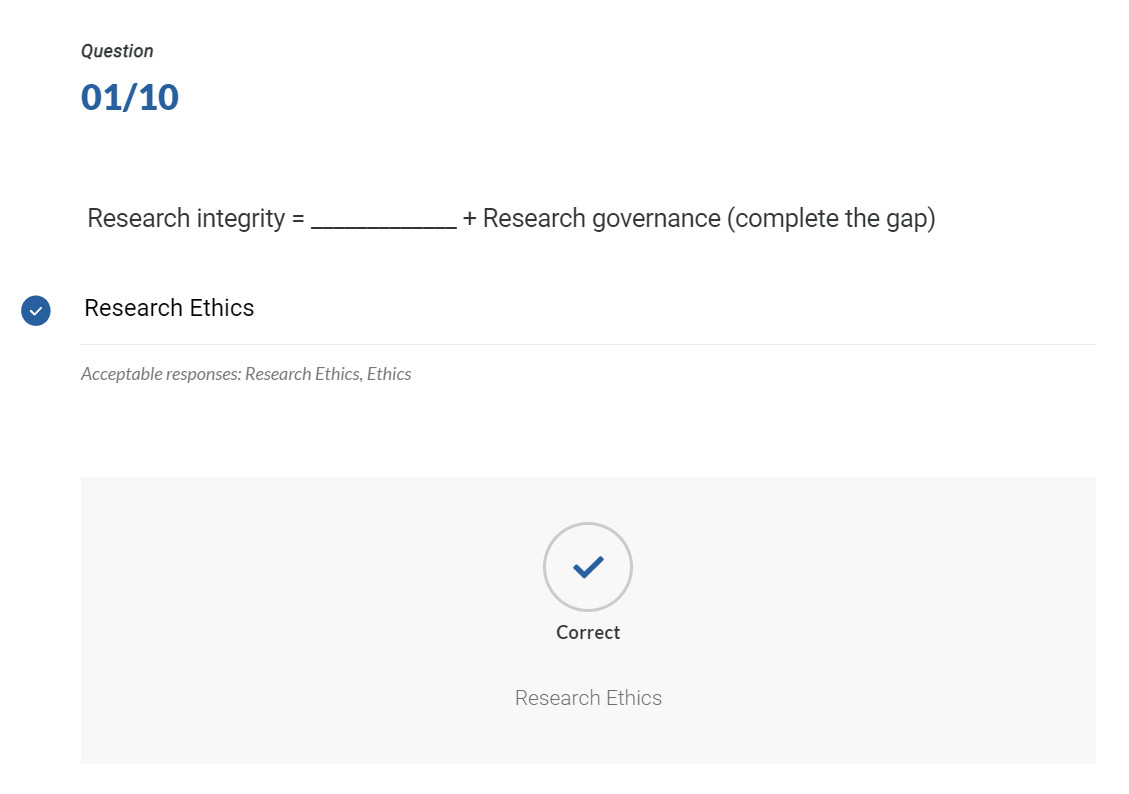 Question
01/10
Research integrity = _____________ + Research governance (complete the gap)
Research Ethics
Acceptable responses: Research Ethics, Ethics
Correct
Research Ethics